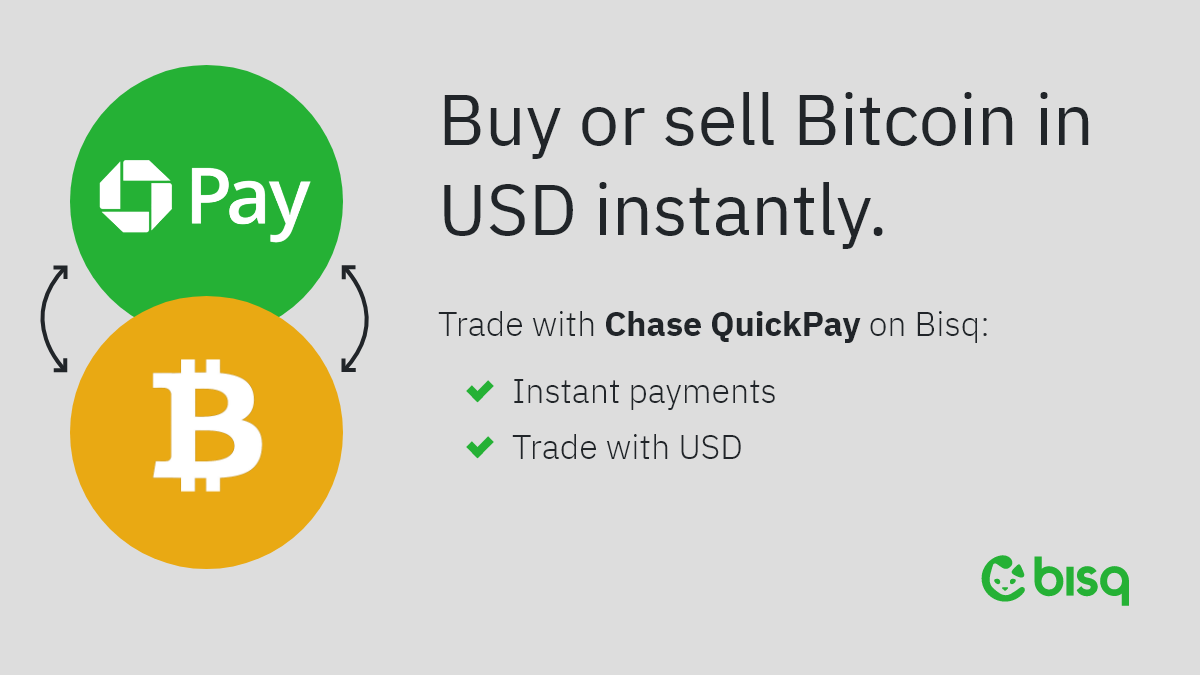 Pay
Buy or sell Bitcoin in
USD instantly.
Trade with Chase QuickPay on Bisq:
Instant payments
Trade with USD
bisq